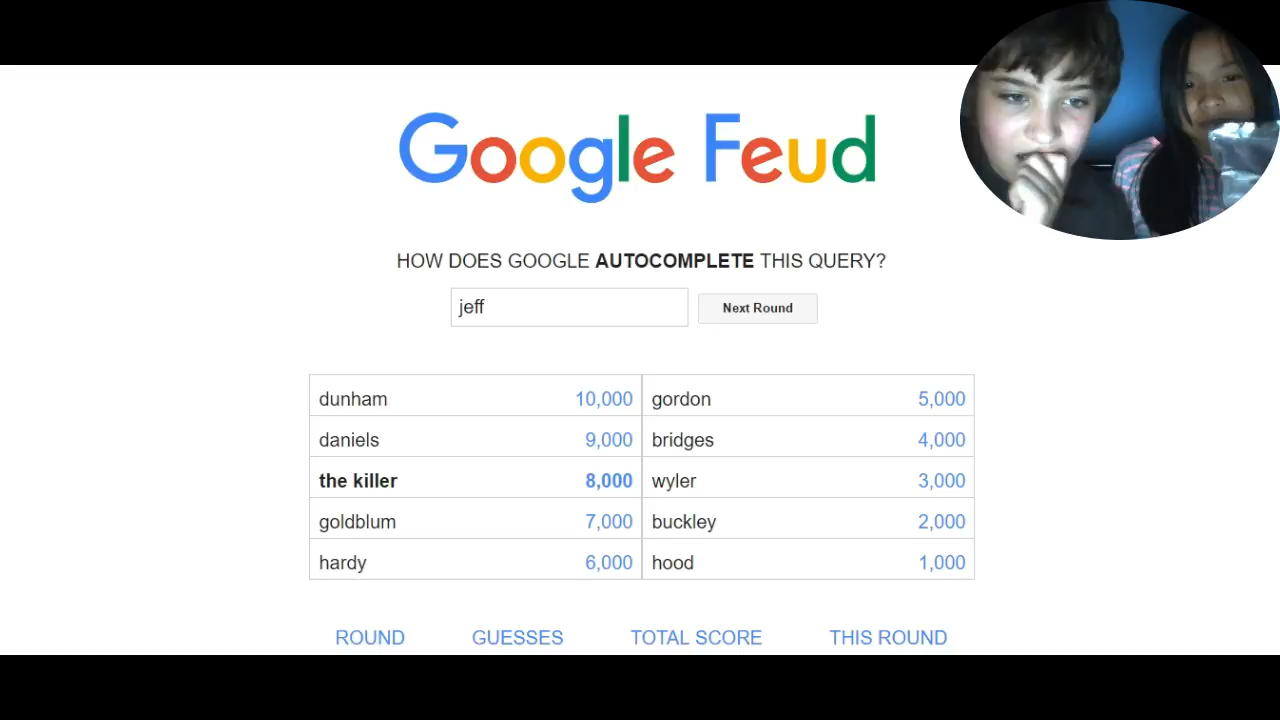 Google Feud
HOW DOES GOOGLE AUTOCOMPLETE THIS QUERY?
jeff Next Round
dunham 10,000 gordon 5,000
daniels 9,000 bridges 4,000
the killer 8,000 wyler 3,000
goldblum 7,000 buckley 2,000
hardy 6,000 hood 1,000
ROUND GUESSES TOTAL SCORE THIS ROUND